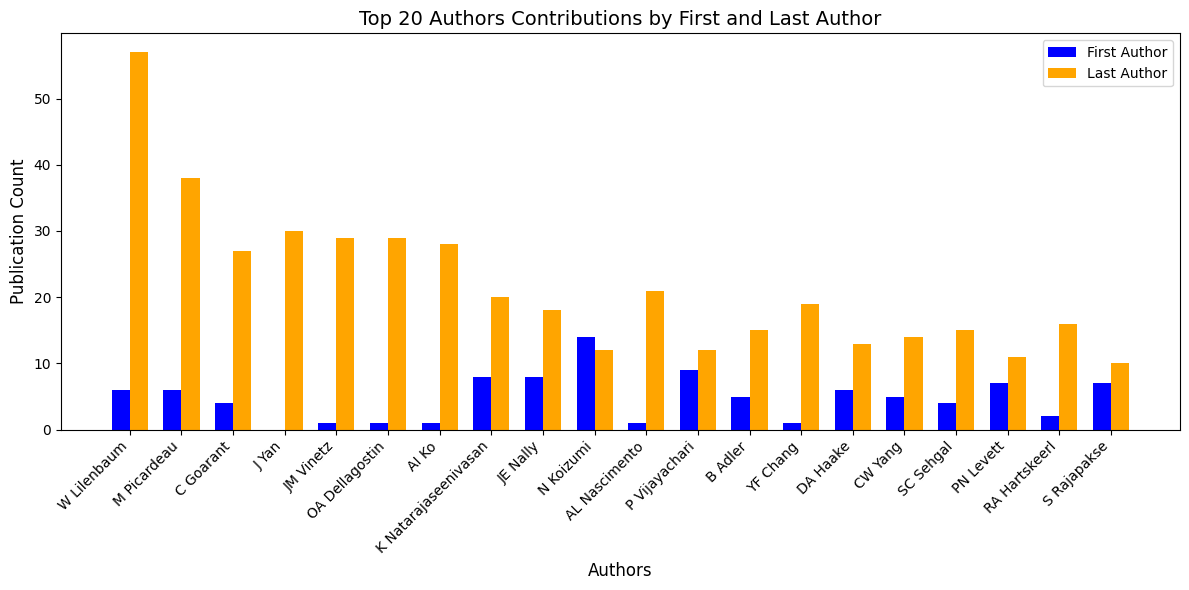 Top 20 Authors Contributions by First and Last Author
First Author
Last Author
Publication Count
50
40
30
20
10
0
W Lilenbaum
M Picardeau
C Goarant
J Yan
JM Vinetz
OA Dellagostin
AI Ko
K Natarajaseenivasan
JE Nally
N Koizumi
AL Nascimento
P Vijayachari
B Adler
YF Chang
DA Haake
CW Yang
SC Sehgal
PN Levett
RA Hartskeerl
S Rajapakse
Authors